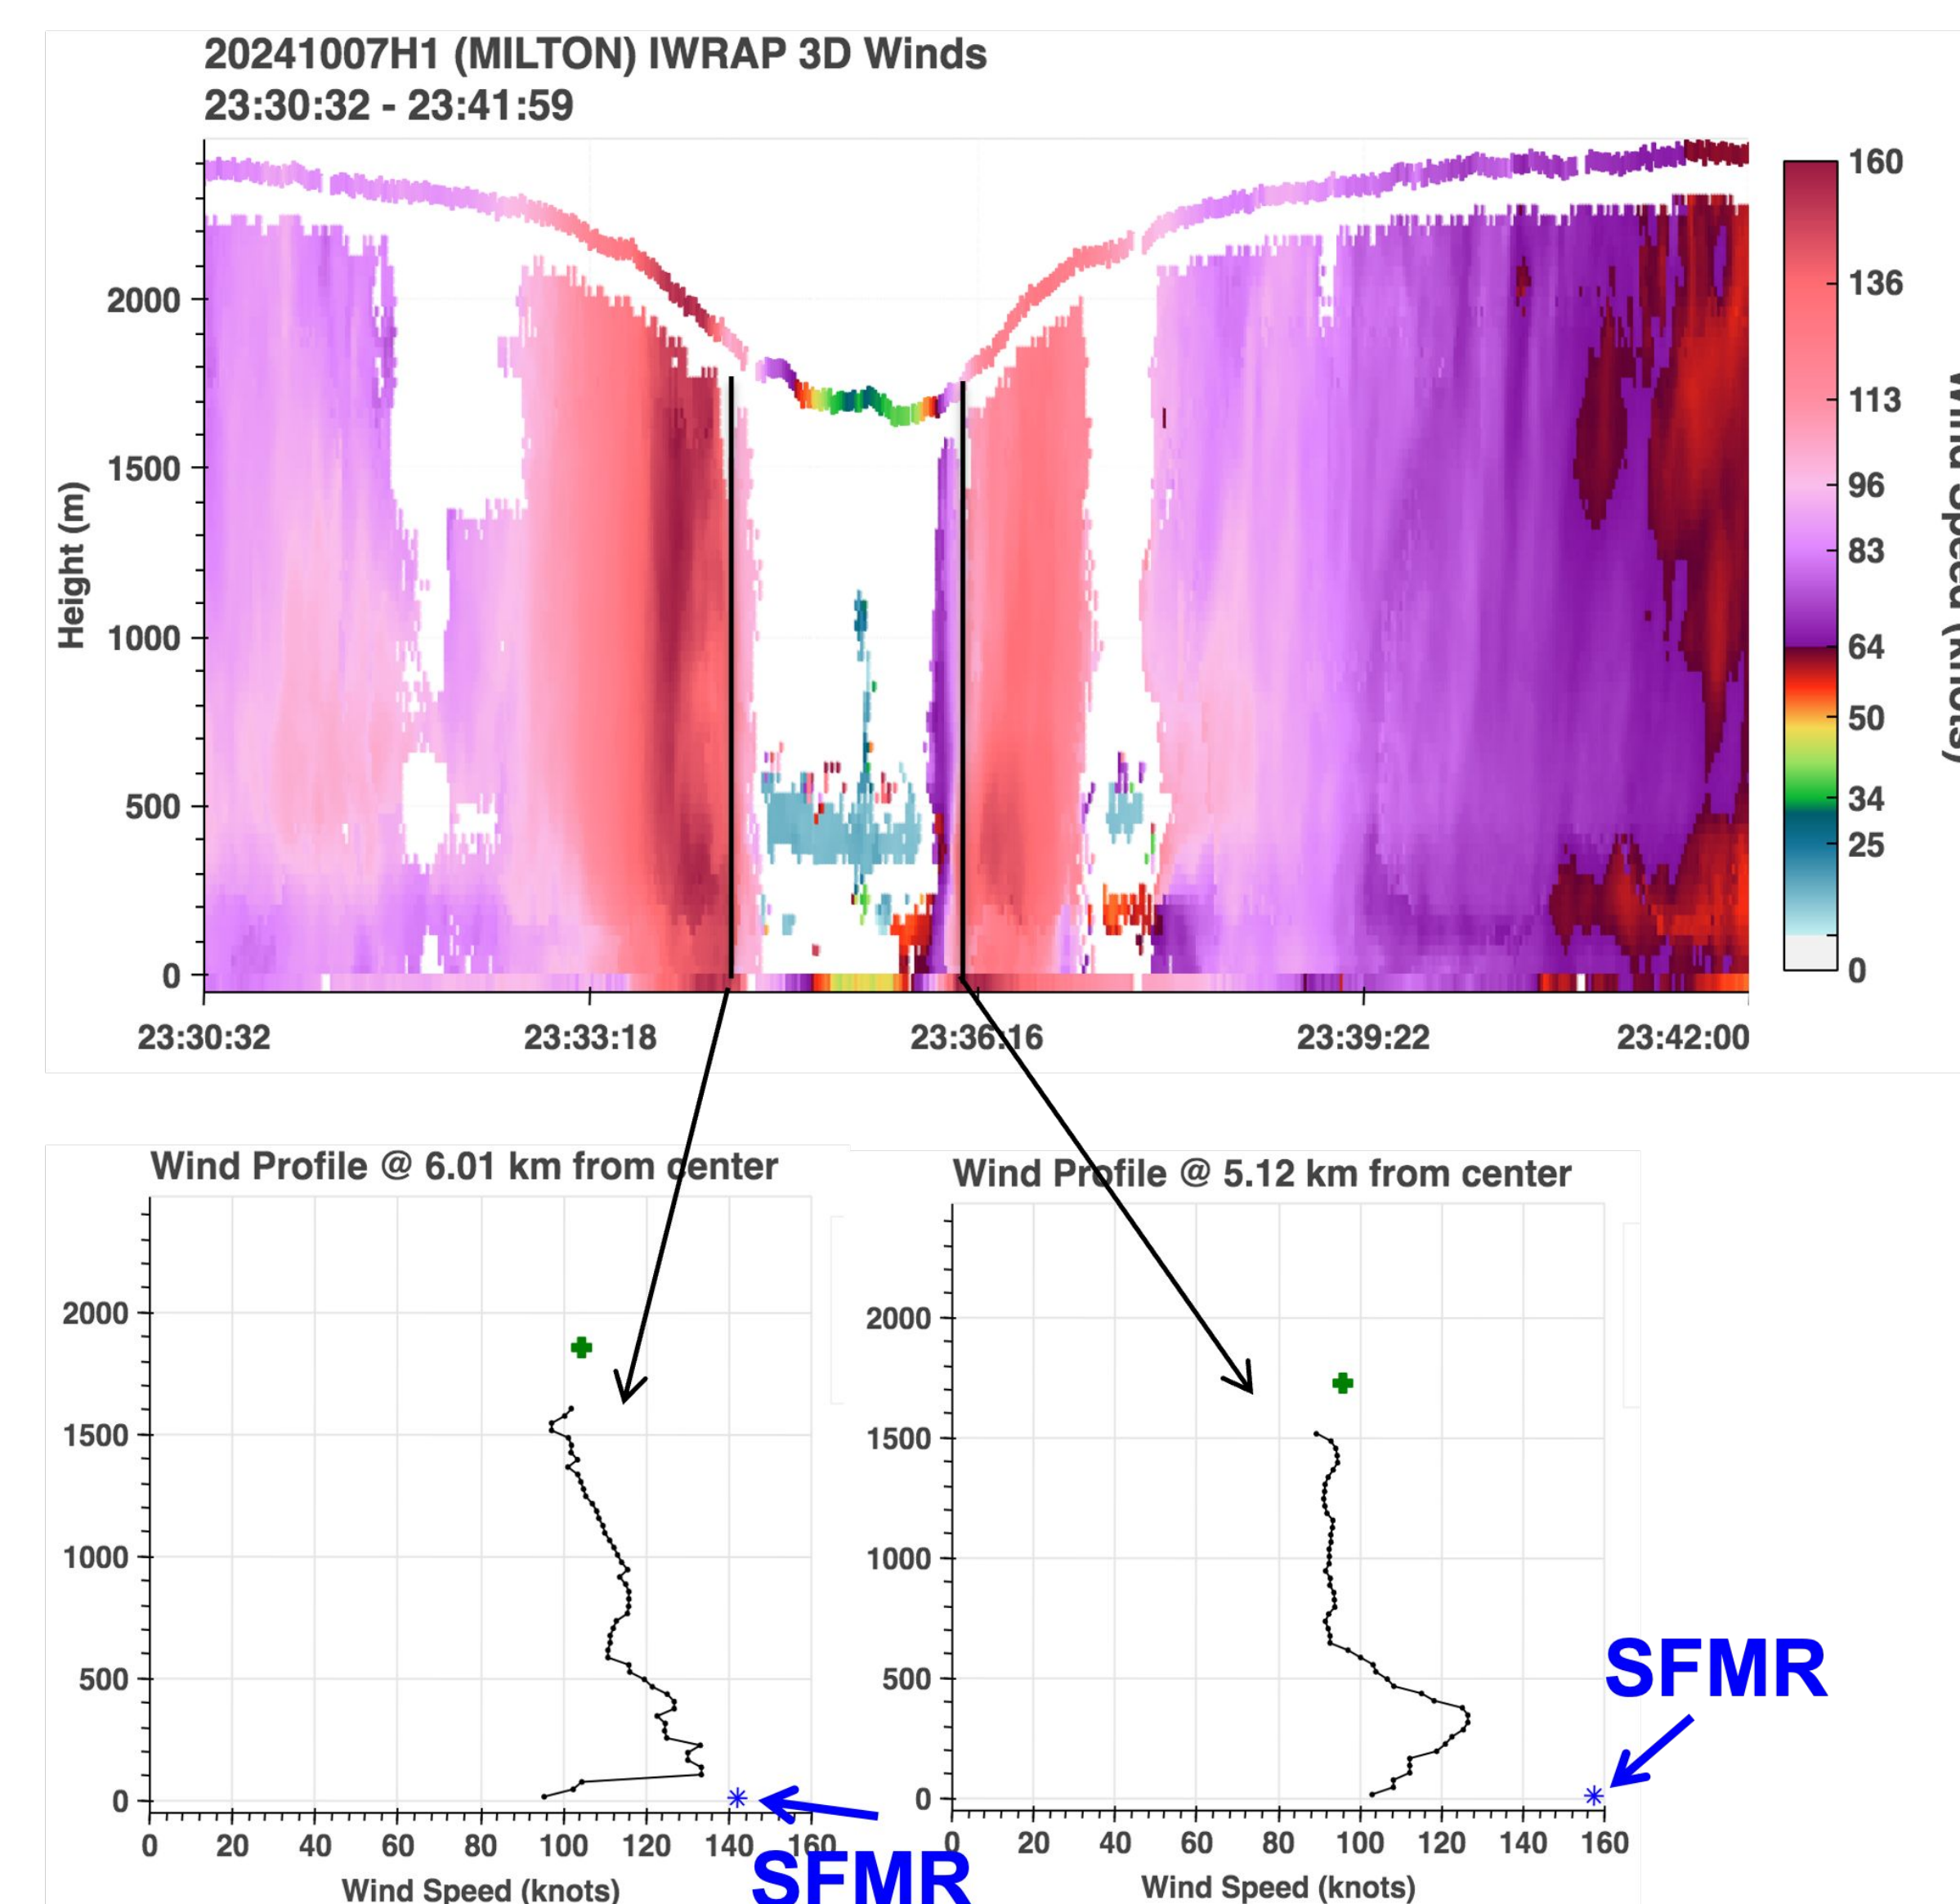 20241007H1 (MILTON) IWRAP 3D Winds
23:30:32 - 23:41:59
Height (m)
2000
1500
1000
500
0
23:30:32
23:33:18
23:36:16
23:39:22
23:42:00
160
136
113
96
83
64
50
34
25
0
Wind Speed (knots)
Wind Profile @ 6.01 km from center
2000
1500
1000
500
0
0 20 40 60 80 100 120 140 160
Wind Speed (knots)
SFMR
Wind Profile @ 5.12 km from center
2000
1500
1000
500
0
0 20 40 60 80 100 120 140 160
Wind Speed (knots)
SFMR